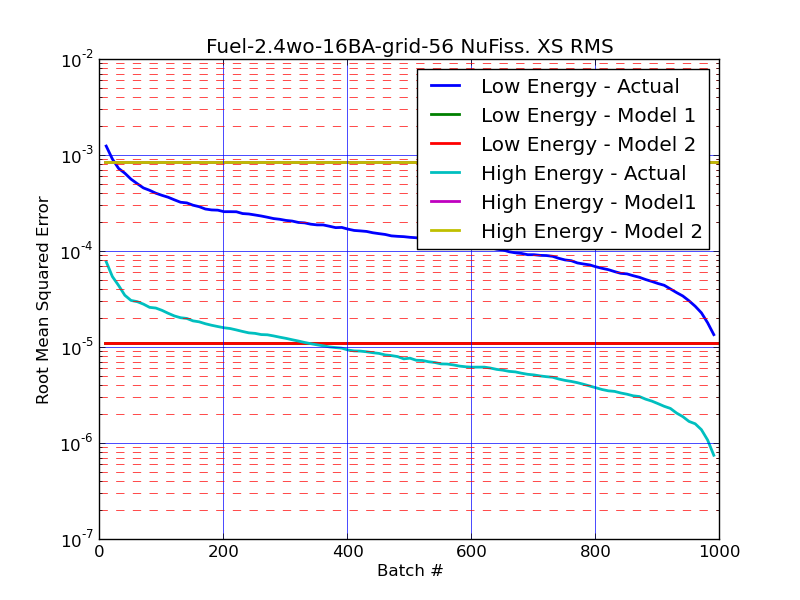 Fuel-2.4wo-16BA-grid-56 NuFiss. XS RMS
Low Energy - Actual
Low Energy - Model 1
Low Energy - Model 2
High Energy - Actual
High Energy - Model1
High Energy - Model 2
Root Mean Squared Error
10^-2
10^-3
10^-4
10^-5
10^-6
10^-7
0 200 400 600 800 1000
Batch #